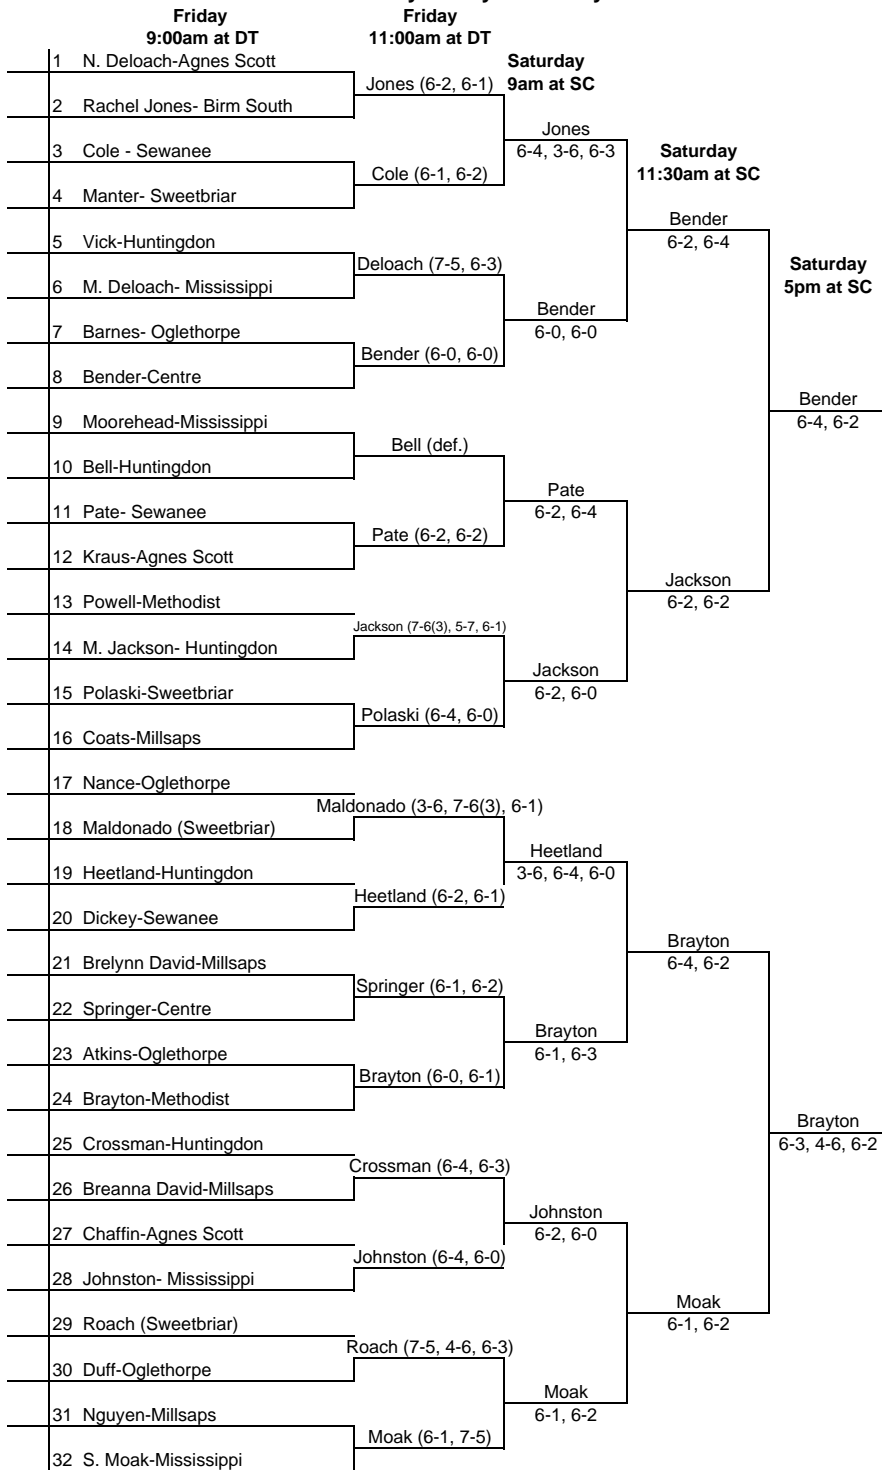 Friday
9:00am at DT
Friday
11:00am at DT
Saturday
9am at SC
Saturday
11:30am at SC
Saturday
5pm at SC
1 N. Deloach-Agnes Scott
2 Rachel Jones- Birm South
3 Cole - Sewanee
4 Manter- Sweetbriar
5 Vick-Huntingdon
6 M. Deloach- Mississippi
7 Barnes- Oglethorpe
8 Bender-Centre
9 Moorehead-Mississippi
10 Bell-Huntingdon
11 Pate- Sewanee
12 Kraus-Agnes Scott
13 Powell-Methodist
14 M. Jackson- Huntingdon
15 Polaski-Sweetbriar
16 Coats-Millsaps
17 Nance-Oglethorpe
18 Maldonado (Sweetbriar)
19 Heetland-Huntingdon
20 Dickey-Sewanee
21 Brelynn David-Millsaps
22 Springer-Centre
23 Atkins-Oglethorpe
24 Brayton-Methodist
25 Crossman-Huntingdon
26 Breanna David-Millsaps
27 Chaffin-Agnes Scott
28 Johnston- Mississippi
29 Roach (Sweetbriar)
30 Duff-Oglethorpe
31 Nguyen-Millsaps
32 S. Moak-Mississippi
Jones (6-2, 6-1)
Cole (6-1, 6-2)
Deloach (7-5, 6-3)
Bender (6-0, 6-0)
Bell (def.)
Pate (6-2, 6-2)
Jackson (7-6(3), 5-7, 6-1)
Polaski (6-4, 6-0)
Maldonado (3-6, 7-6(3), 6-1)
Heetland (6-2, 6-1)
Springer (6-1, 6-2)
Brayton (6-0, 6-1)
Crossman (6-4, 6-3)
Johnston (6-4, 6-0)
Roach (7-5, 4-6, 6-3)
Moak (6-1, 7-5)
Jones
6-4, 3-6, 6-3
Bender
6-0, 6-0
Pate
6-2, 6-4
Jackson
6-2, 6-0
Heetland
3-6, 6-4, 6-0
Brayton
6-1, 6-3
Johnston
6-2, 6-0
Moak
6-1, 6-2
Bender
6-2, 6-4
Jackson
6-2, 6-2
Brayton
6-4, 6-2
Moak
6-1, 6-2
Bender
6-4, 6-2
Brayton
6-3, 4-6, 6-2